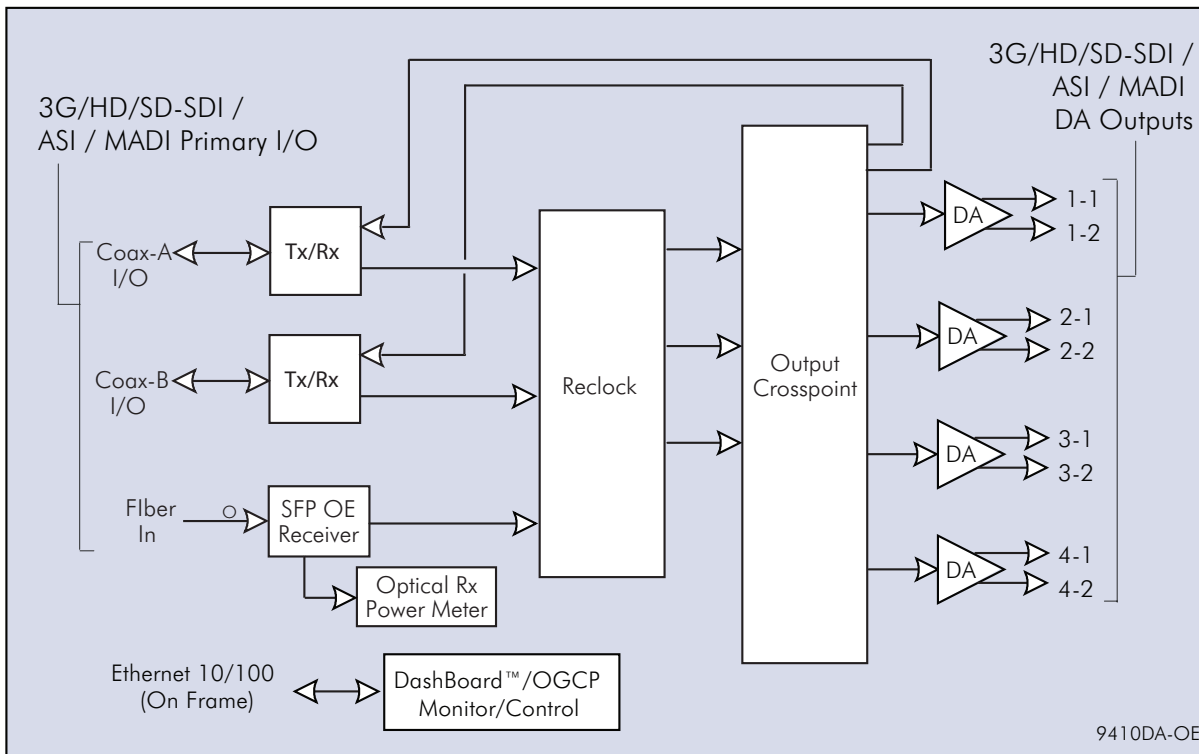 3G/HD/SD-SDI /
ASI / MADI Primary I/O
3G/HD/SD-SDI /
ASI / MADI
DA Outputs
Coax-A
I/O
Tx/Rx
Coax-B
I/O
Tx/Rx
FIber
In
SFP OE
Receiver
Optical Rx
Power Meter
Reclock
Output
Crosspoint
DA
1-1
1-2
DA
2-1
2-2
DA
3-1
3-2
DA
4-1
4-2
Ethernet 10/100
(On Frame)
DashBoard™/OGCP
Monitor/Control
9410DA-OE